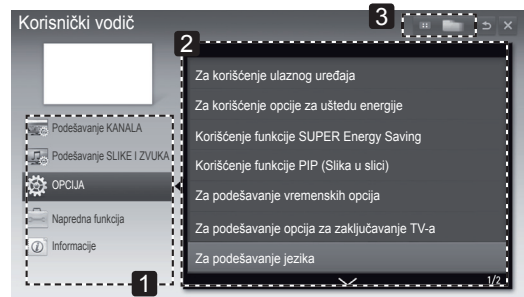 Korisnički vodič
3
2
Za korišćenje ulaznog uređaja
Za korišćenje opcije za uštedu energije
Korišćenje funkcije SUPER Energy Saving
Korišćenje funkcije PIP (Slika u slici)
Za podešavanje vremenskih opcija
Za podešavanje opcija za zaključavanje TV-a
Za podešavanje jezika
1/2
Podešavanje KANALA
Podešavanje SLIKE I ZVUKA
OPCIJA
Napredna funkcija
Informacije
1